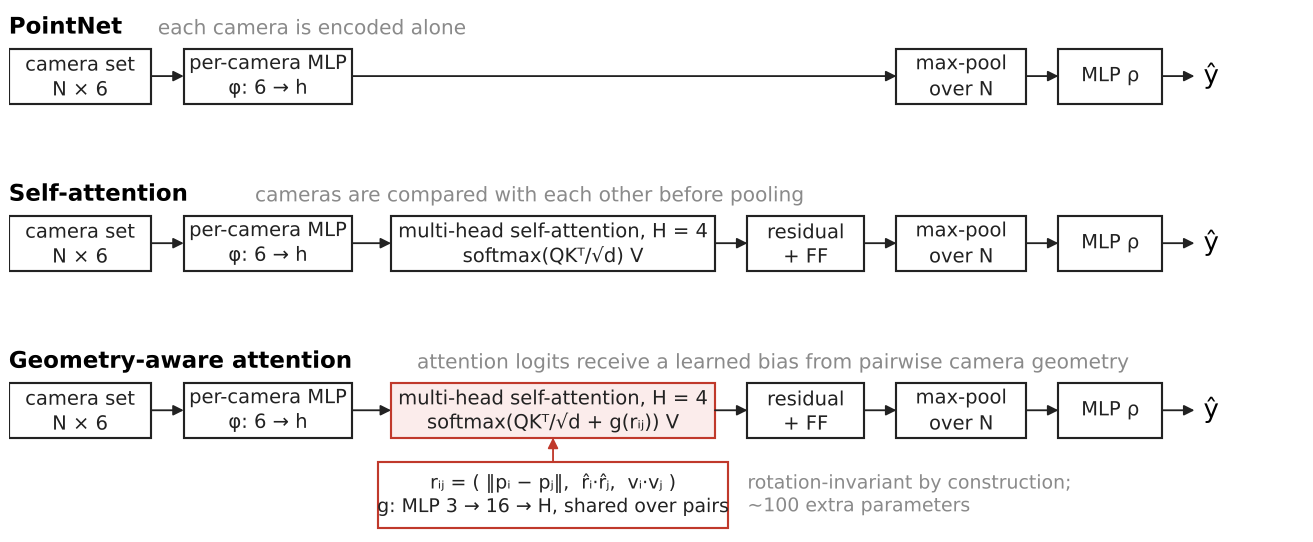 PointNet each camera is encoded alone
camera set
N × 6
per-camera MLP
φ: 6 → h
max-pool
over N
MLP ρ
ŷ
Self-attention cameras are compared with each other before pooling
camera set
N × 6
per-camera MLP
φ: 6 → h
multi-head self-attention, H = 4
softmax(QKᵀ/√d) V
residual
+ FF
max-pool
over N
MLP ρ
ŷ
Geometry-aware attention attention logits receive a learned bias from pairwise camera geometry
camera set
N × 6
per-camera MLP
φ: 6 → h
multi-head self-attention, H = 4
softmax(QKᵀ/√d + g(rᵢⱼ)) V
residual
+ FF
max-pool
over N
MLP ρ
ŷ
rᵢⱼ = ( ‖pᵢ − pⱼ‖, r̂ᵢ·r̂ⱼ, vᵢ·vⱼ )
g: MLP 3 → 16 → H, shared over pairs
rotation-invariant by construction;
~100 extra parameters